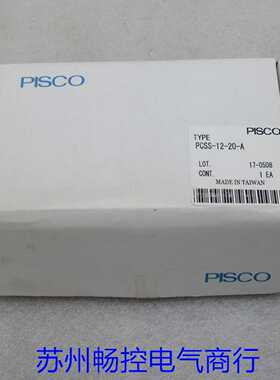 PISCO
TYPE PISCO
PCSS-12-20-A
LOT. 17-05DB
CONT. 1 EA
MADE IN TAIWAN
PISCO
苏州畅控电气商行